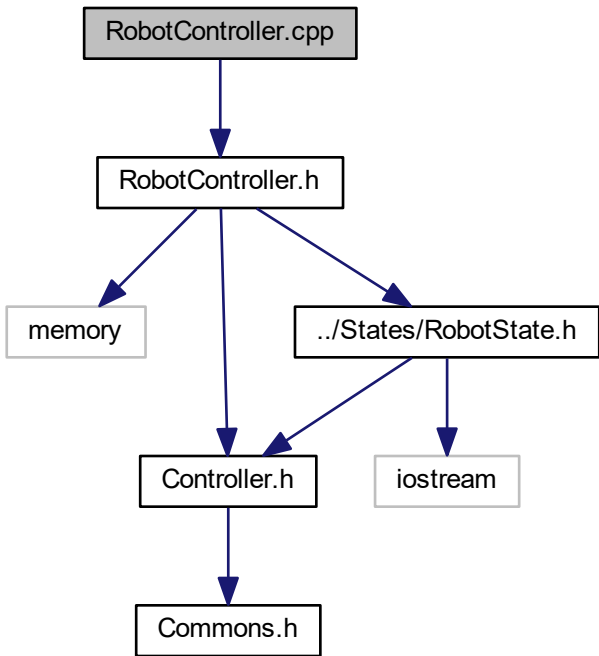 RobotController.cpp
RobotController.h
memory
../States/RobotState.h
Controller.h
iostream
Commons.h